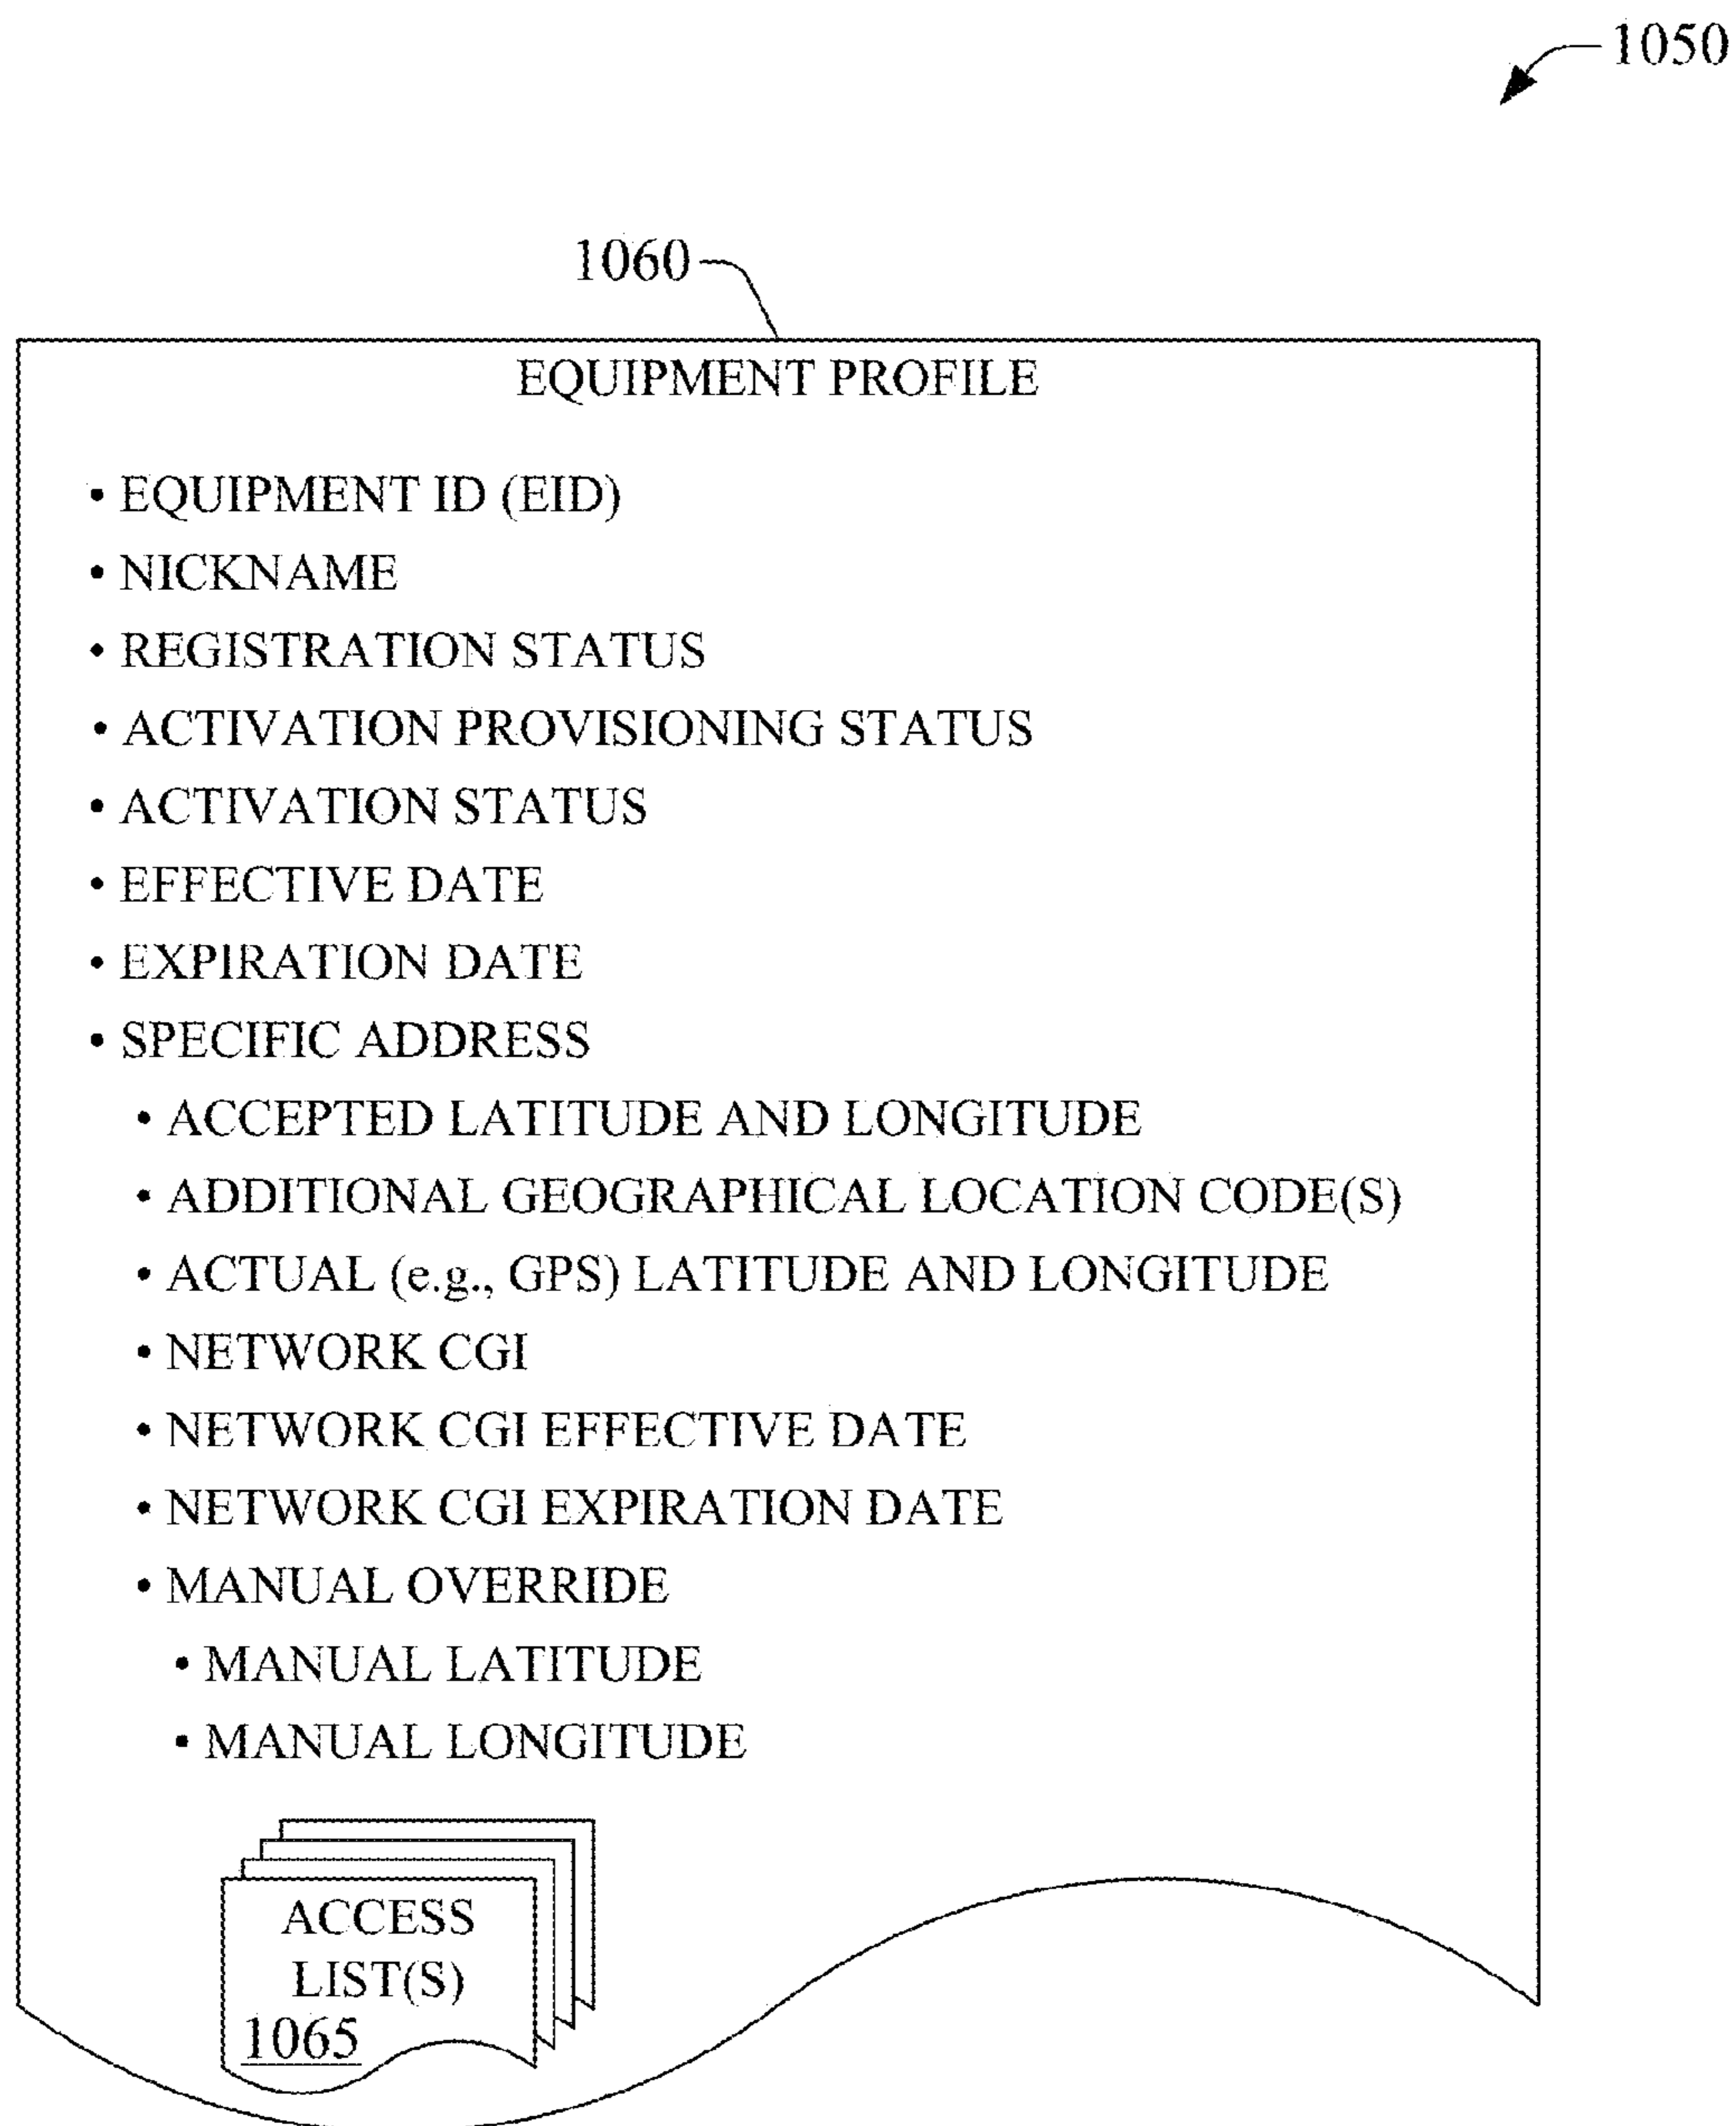 1050
1060
EQUIPMENT PROFILE
• EQUIPMENT ID (EID)
• NICKNAME
• REGISTRATION STATUS
• ACTIVATION PROVISIONING STATUS
• ACTIVATION STATUS
• EFFECTIVE DATE
• EXPIRATION DATE
• SPECIFIC ADDRESS
• ACCEPTED LATITUDE AND LONGITUDE
• ADDITIONAL GEOGRAPHICAL LOCATION CODE(S)
• ACTUAL (e.g., GPS) LATITUDE AND LONGITUDE
• NETWORK CGI
• NETWORK CGI EFFECTIVE DATE
• NETWORK CGI EXPIRATION DATE
• MANUAL OVERRIDE
• MANUAL LATITUDE
• MANUAL LONGITUDE
ACCESS
LIST(S)
1065